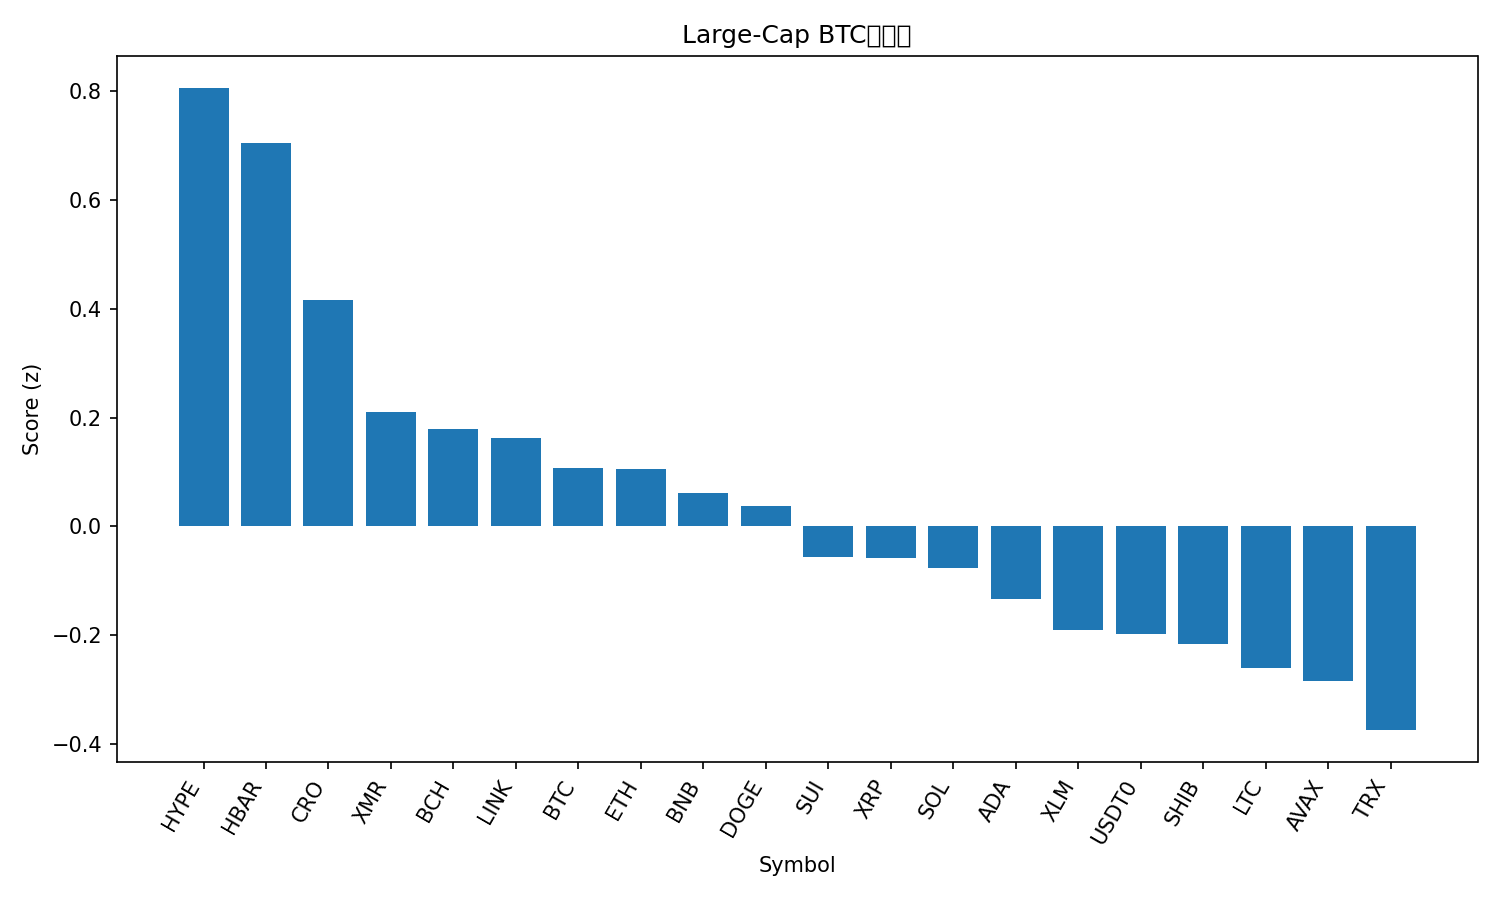 Large-Cap BTC
0.8
0.6
0.4
0.2
0.0
−0.2
−0.4
Score (z)
HYPE
HBAR
CRO
XMR
BCH
LINK
BTC
ETH
BNB
DOGE
SUI
XRP
SOL
ADA
XLM
USDT0
SHIB
LTC
AVAX
TRX
Symbol